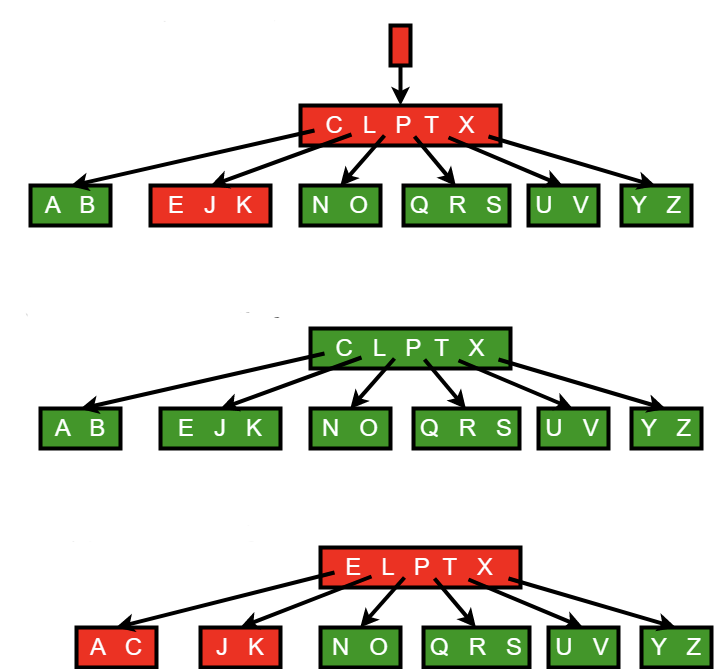 C L P T X
A B E J K N O Q R S U V Y Z
C L P T X
A B E J K N O Q R S U V Y Z
E L P T X
A C J K N O Q R S U V Y Z